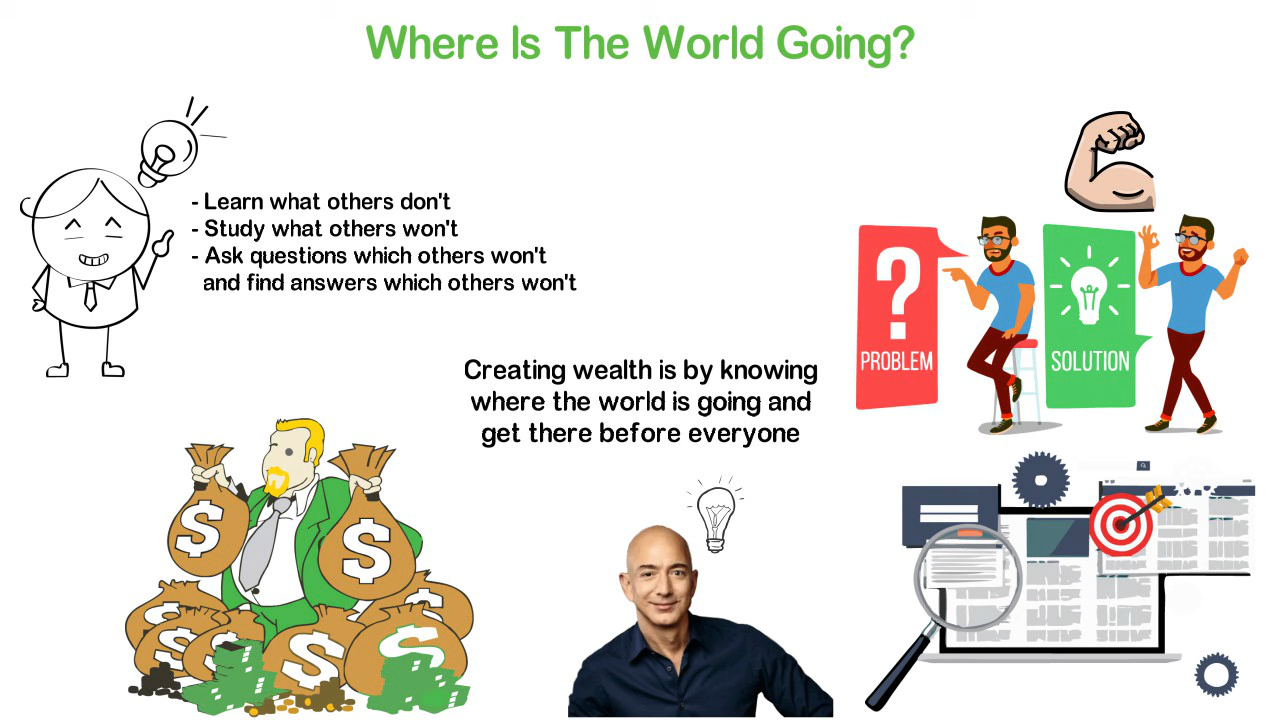 Where Is The World Going?
- Learn what others don't
- Study what others won't
- Ask questions which others won't
and find answers which others won't
Creating wealth is by knowing
where the world is going and
get there before everyone
?
PROBLEM
SOLUTION
$
$
$
$
$
$
$
$